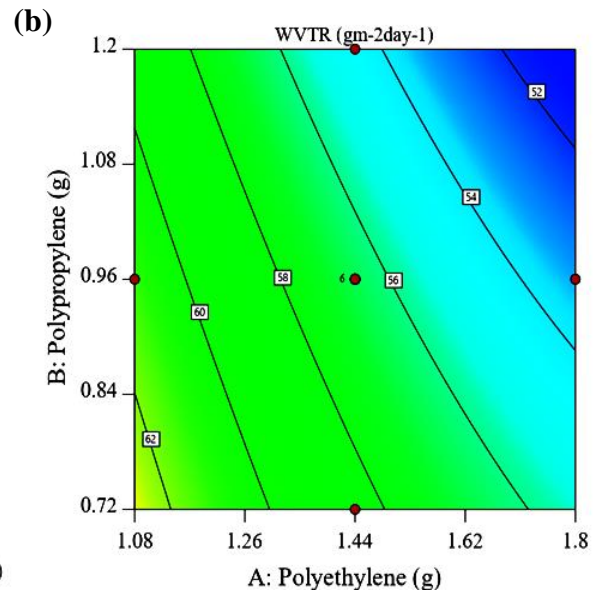 (b)
WVTR (gm-2day-1)
1.2
52
1.08
54
B: Polypropylene (g)
0.96
6
58
56
60
0.84
62
0.72
1.08 1.26 1.44 1.62 1.8
)
A: Polyethylene (g)